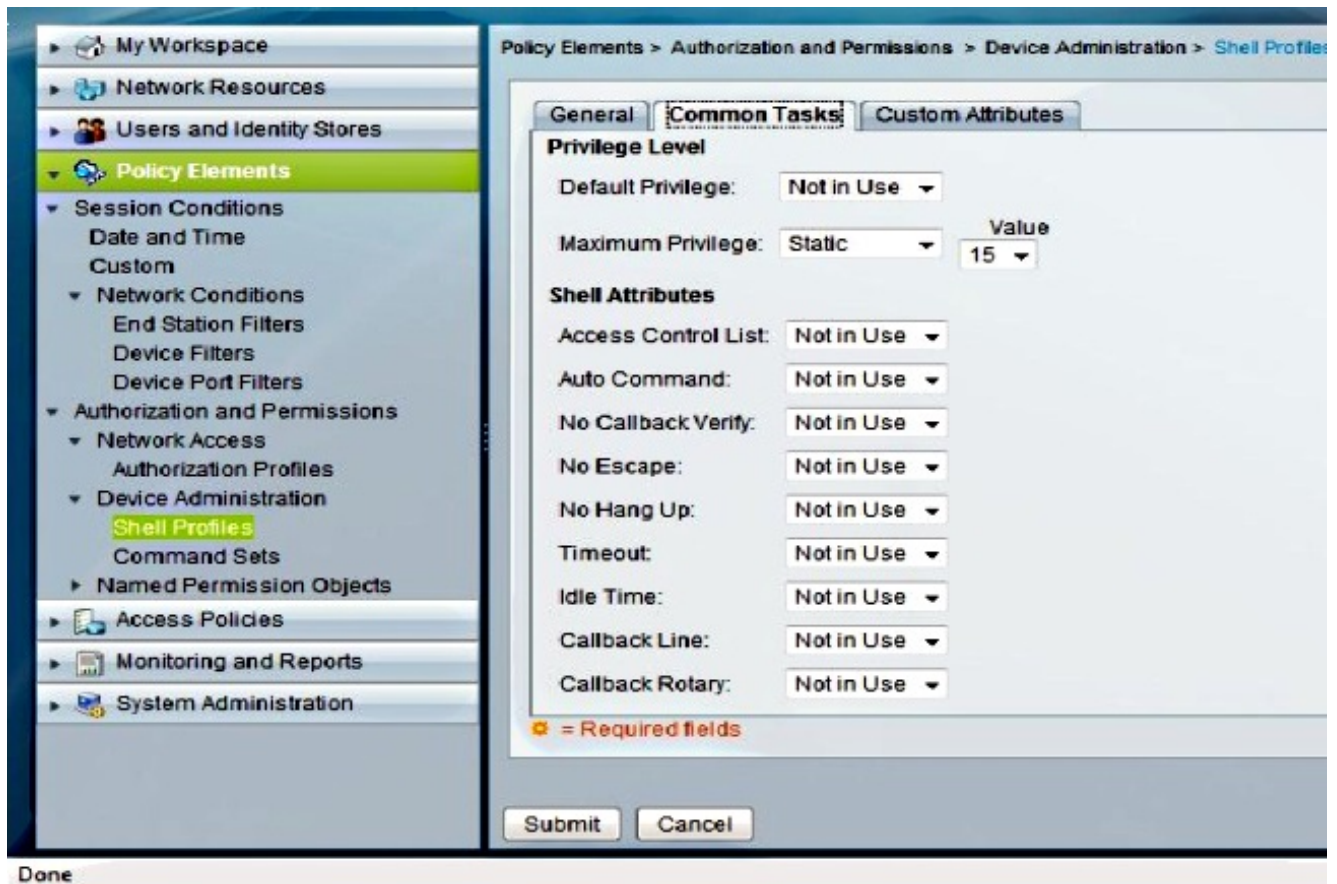 My Workspace
Network Resources
Users and Identity Stores
Policy Elements
Session Conditions
Date and Time
Custom
Network Conditions
End Station Filters
Device Filters
Device Port Filters
Authorization and Permissions
Network Access
Authorization Profiles
Device Administration
Shell Profiles
Command Sets
Named Permission Objects
Access Policies
Monitoring and Reports
System Administration
Policy Elements > Authorization and Permissions > Device Administration > Shell Profiles
General Common Tasks Custom Attributes
Privilege Level
Default Privilege: Not in Use
Value
Maximum Privilege: Static 15
Shell Attributes
Access Control List: Not in Use
Auto Command: Not in Use
No Callback Verify: Not in Use
No Escape: Not in Use
No Hang Up: Not in Use
Timeout: Not in Use
Idle Time: Not in Use
Callback Line: Not in Use
Callback Rotary: Not in Use
= Required fields
Submit Cancel
Done